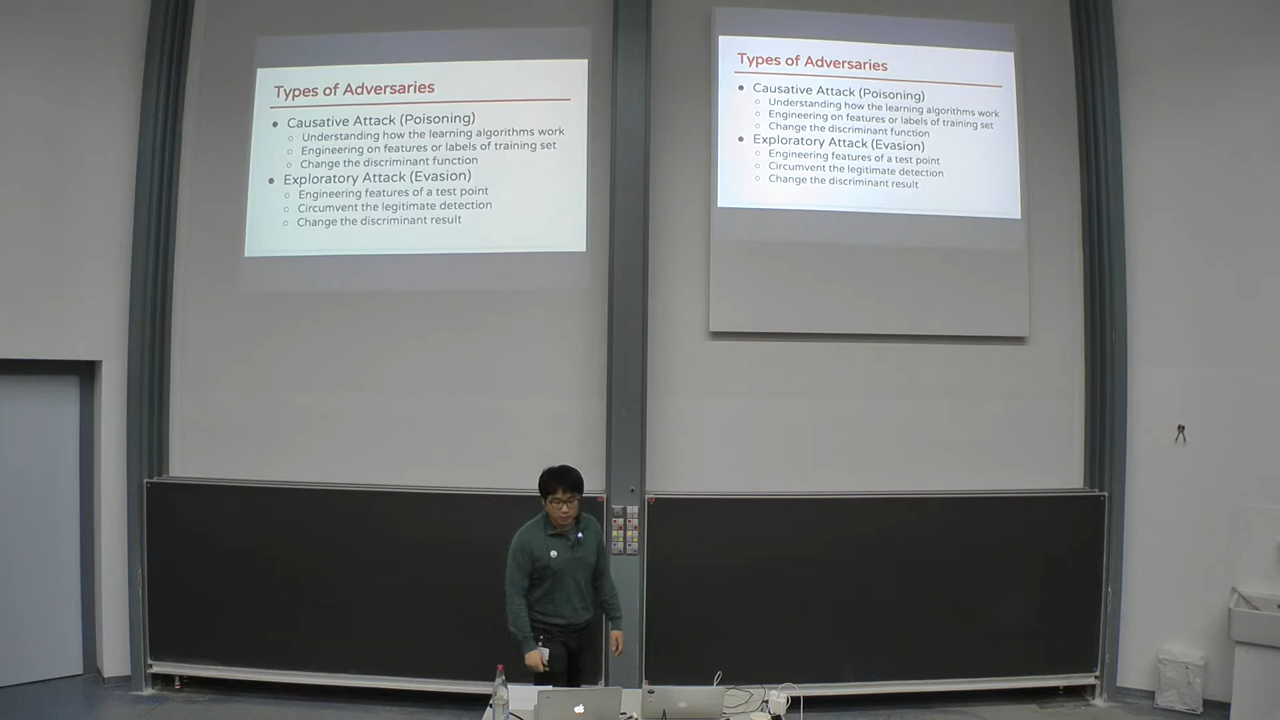 Types of Adversaries
● Causative Attack (Poisoning)
○ Understanding how the learning algorithms work
○ Engineering on features or labels of training set
○ Change the discriminant function
● Exploratory Attack (Evasion)
○ Engineering features of a test point
○ Circumvent the legitimate detection
○ Change the discriminant result
Types of Adversaries
● Causative Attack (Poisoning)
○ Understanding how the learning algorithms work
○ Engineering on features or labels of training set
○ Change the discriminant function
● Exploratory Attack (Evasion)
○ Engineering features of a test point
○ Circumvent the legitimate detection
○ Change the discriminant result